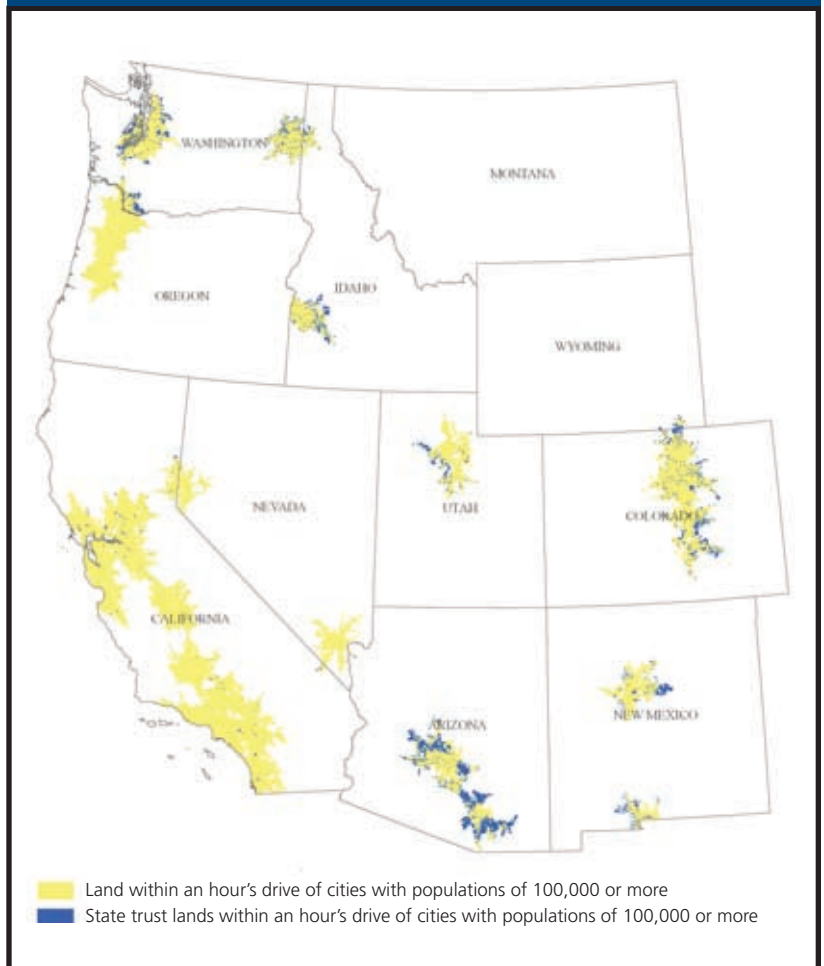 WASHINGTON
MONTANA
OREGON
IDAHO
WYOMING
NEVADA
UTAH
COLORADO
CALIFORNIA
ARIZONA
NEW MEXICO
Land within an hour's drive of cities with populations of 100,000 or more
State trust lands within an hour's drive of cities with populations of 100,000 or more